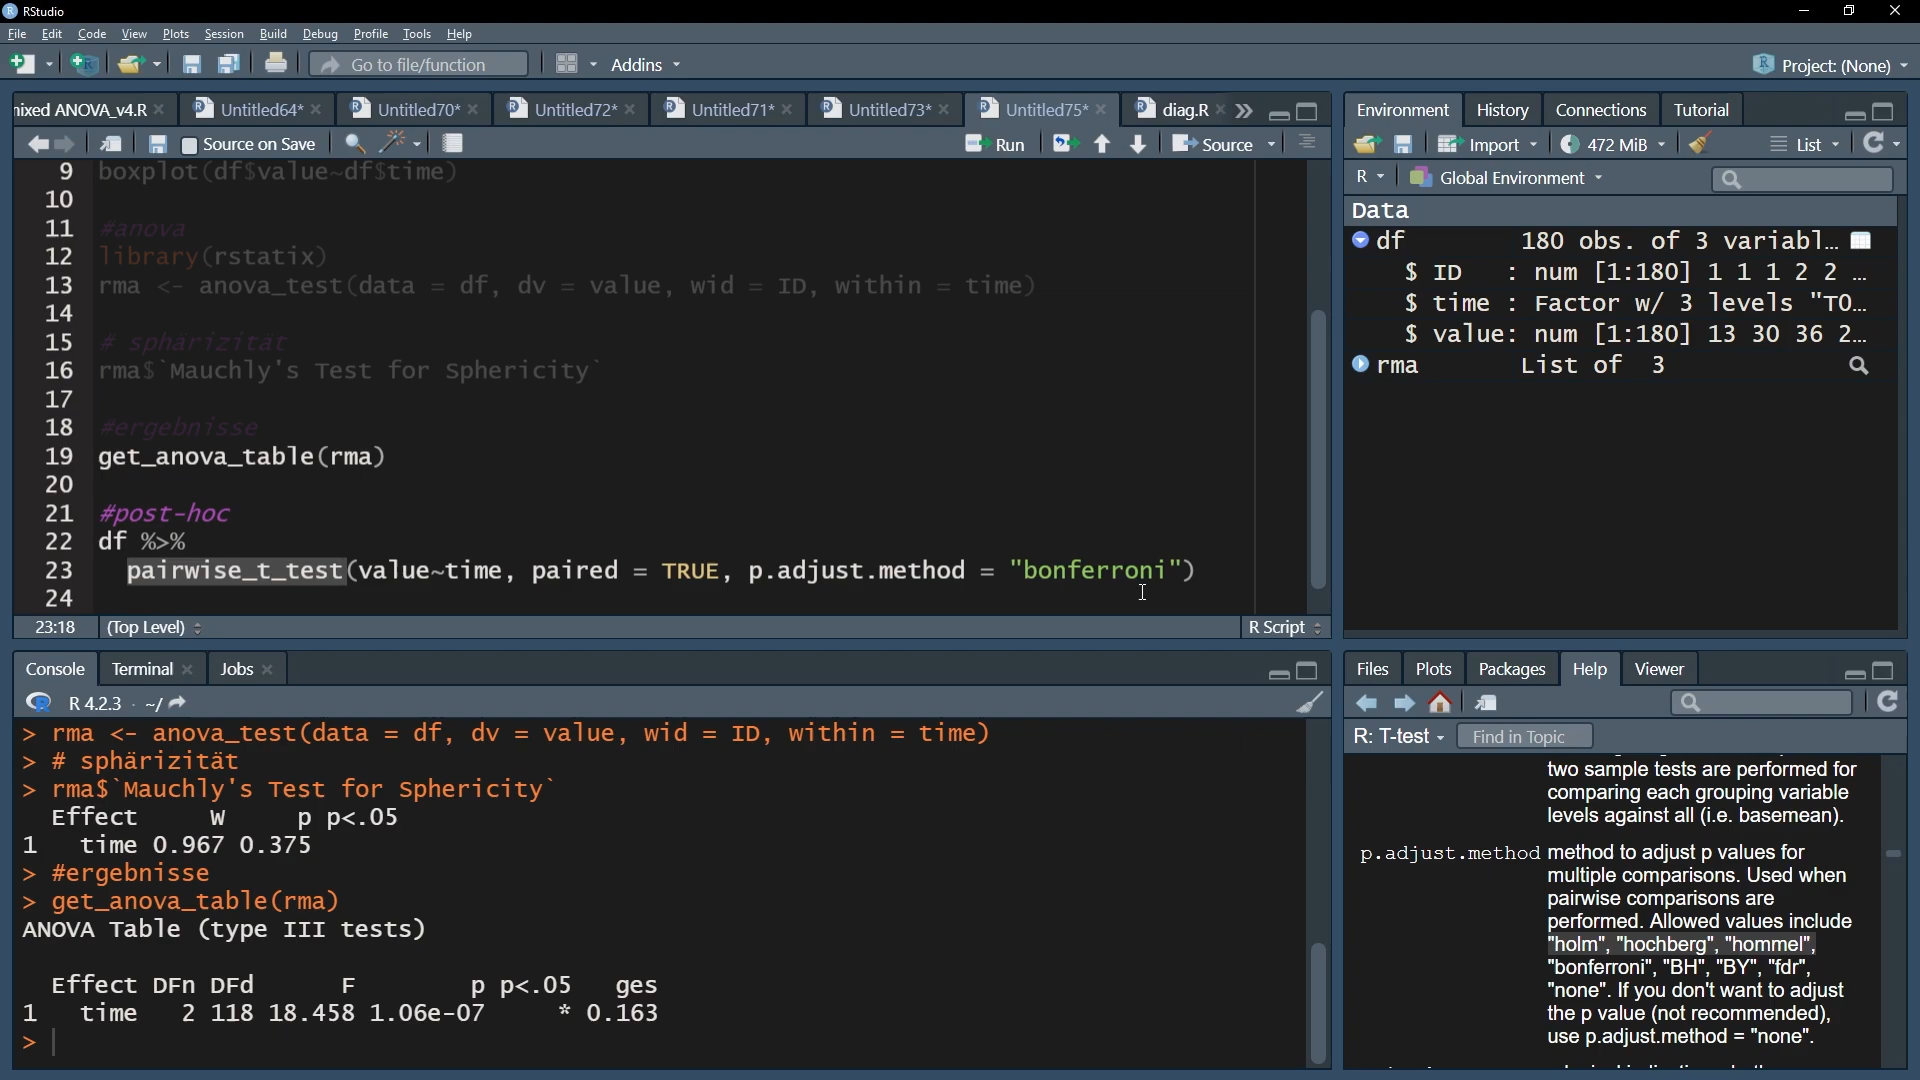 RStudio
File Edit Code View Plots Session Build Debug Profile Tools Help
Go to file/function Addins Project: (None)
nixed ANOVA_v4.R Untitled64* Untitled70* Untitled72* Untitled71* Untitled73* Untitled75* diag.R
Source on Save Run Source
9 boxplot(df$value~df$time)
10
11 #anova
12 library(rstatix)
13 rma <- anova_test(data = df, dv = value, wid = ID, within = time)
14
15 # sphärizität
16 rma$`Mauchly's Test for Sphericity`
17
18 #ergebnisse
19 get_anova_table(rma)
20
21 #post-hoc
22 df %>%
23 pairwise_t_test(value~time, paired = TRUE, p.adjust.method = "bonferroni")
24
23:18 (Top Level) R Script
Console Terminal Jobs
R 4.2.3 · ~/
> rma <- anova_test(data = df, dv = value, wid = ID, within = time)
> # sphärizität
> rma$`Mauchly's Test for Sphericity`
Effect W p p<.05
1 time 0.967 0.375
> #ergebnisse
> get_anova_table(rma)
ANOVA Table (type III tests)
Effect DFn DFd F p p<.05 ges
1 time 2 118 18.458 1.06e-07 * 0.163
>
Environment History Connections Tutorial
Import 472 MiB List
R Global Environment
Data
df 180 obs. of 3 variabl…
$ ID : num [1:180] 1 1 1 2 2 …
$ time : Factor w/ 3 levels "T0…
$ value: num [1:180] 13 30 36 2…
rma List of 3
Files Plots Packages Help Viewer
R: T-test Find in Topic
two sample tests are performed for
comparing each grouping variable
levels against all (i.e. basemean).
p.adjust.method method to adjust p values for
multiple comparisons. Used when
pairwise comparisons are
performed. Allowed values include
"holm", "hochberg", "hommel",
"bonferroni", "BH", "BY", "fdr",
"none". If you don't want to adjust
the p value (not recommended),
use p.adjust.method = "none".